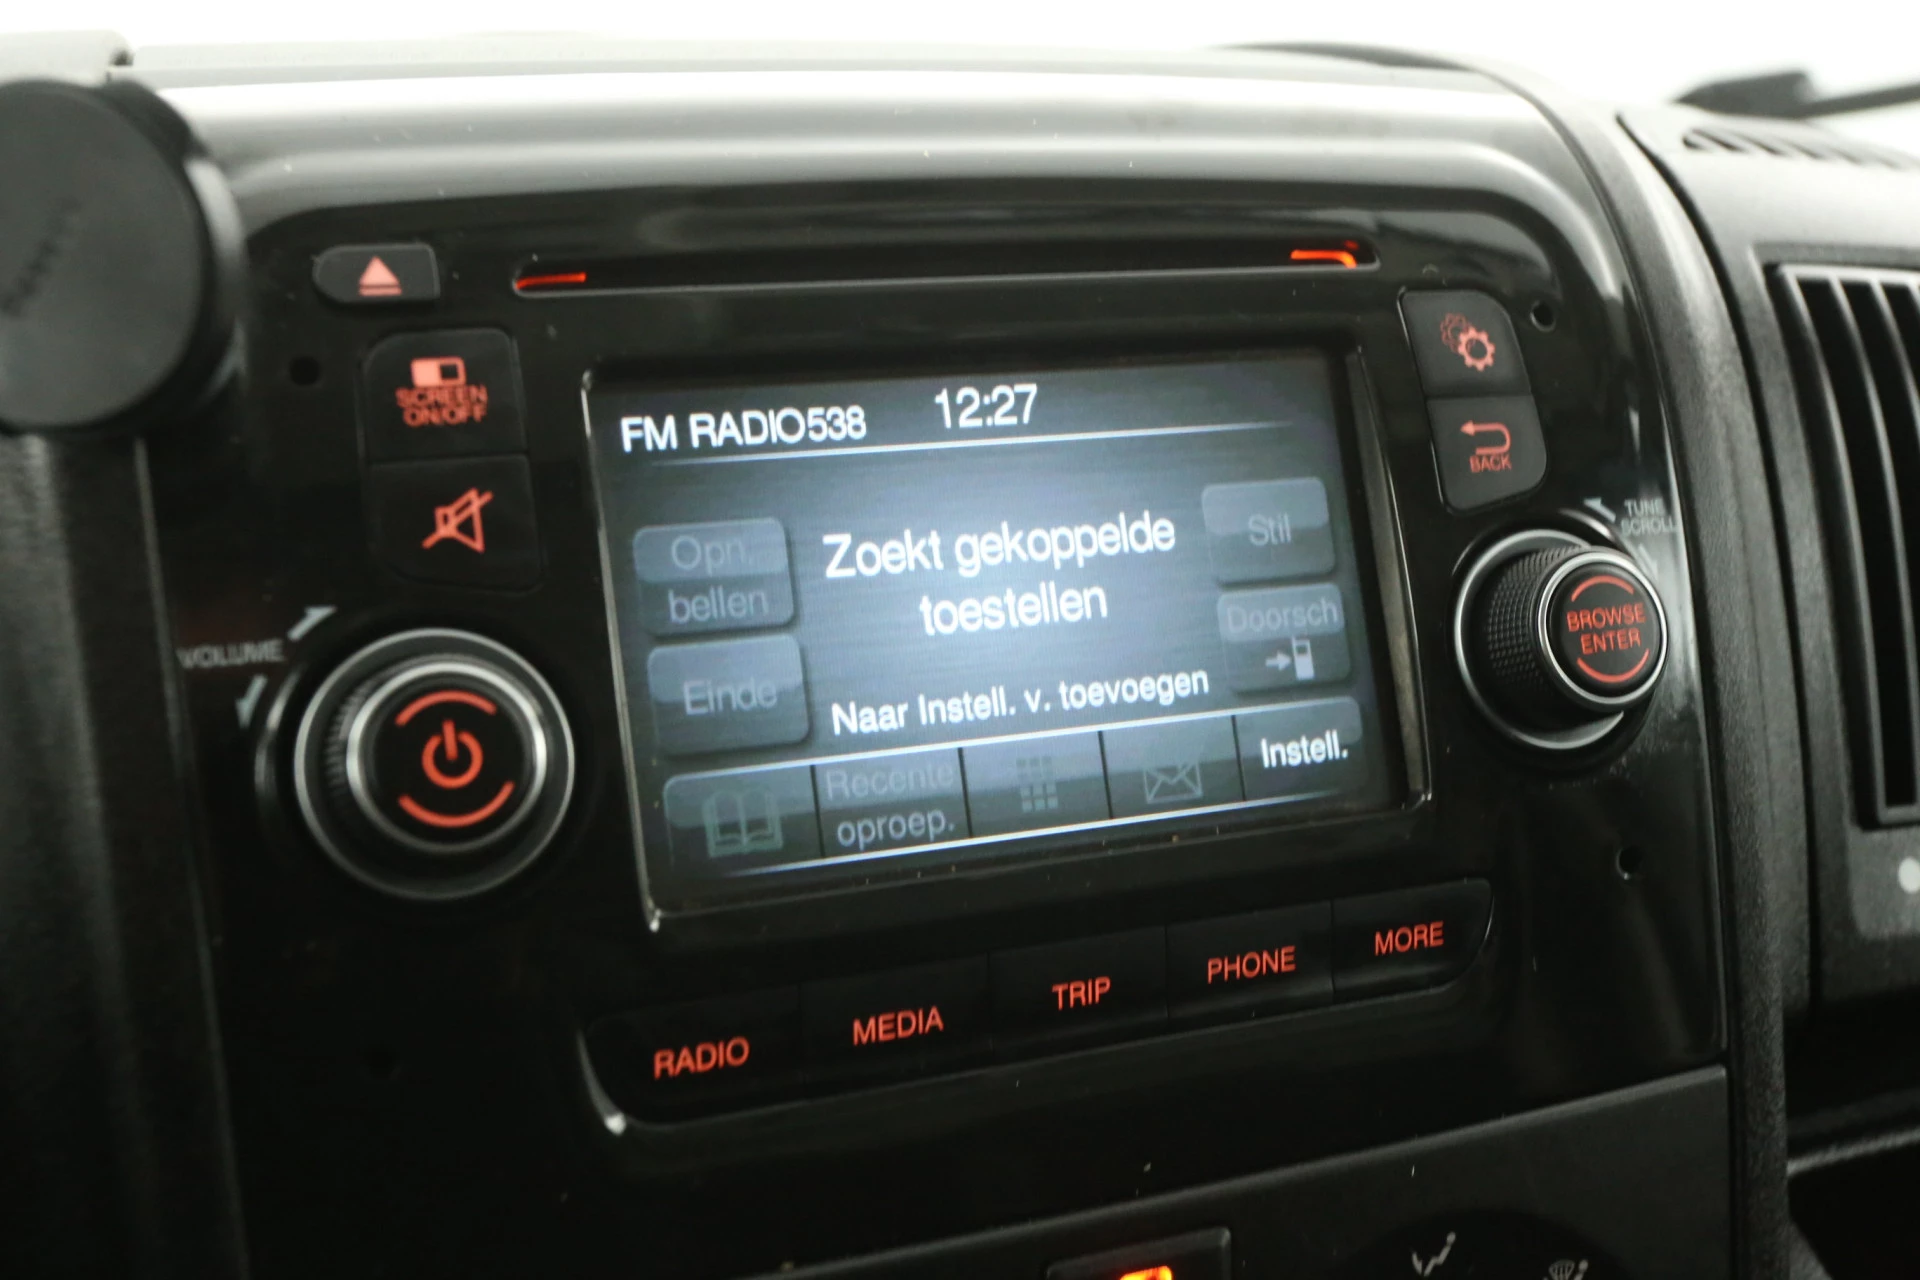 FM RADIO538 12:27
SCREEN
ON/OFF
BACK
TUNE
SCROLL
Opn.
bellen
Zoekt gekoppelde
toestellen
Stil
Doorsch
VOLUME
BROWSE
ENTER
Einde
Naar Instell. v. toevoegen
Recente
oproep.
Instell.
RADIO
MEDIA
TRIP
PHONE
MORE